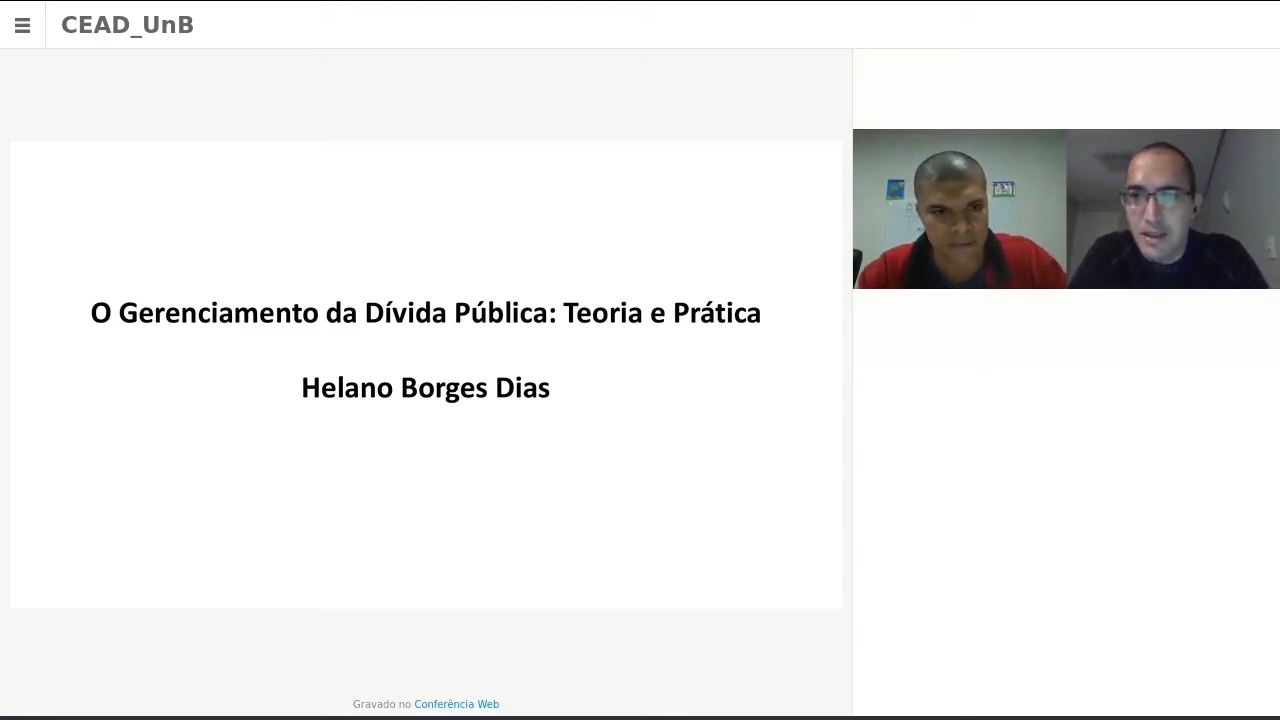 CEAD_UnB
O Gerenciamento da Dívida Pública: Teoria e Prática
Helano Borges Dias
Gravado no Conferência Web